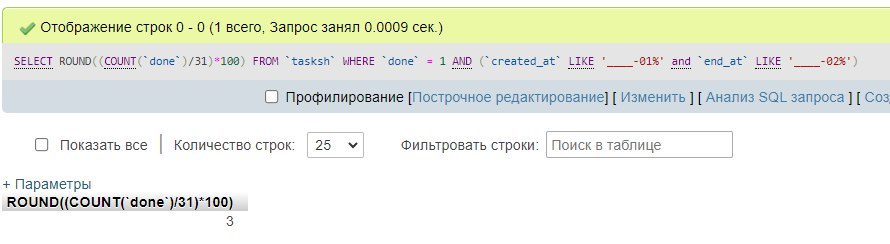 Отображение строк 0 - 0 (1 всего, Запрос занял 0.0009 сек.)
SELECT ROUND((COUNT(`done`)/31)*100) FROM `tasksh` WHERE `done` = 1 AND (`created_at` LIKE '____-01%' and `end_at` LIKE '____-02%')
Профилирование [Построчное редактирование] [ Изменить ] [ Анализ SQL запроса ] [ Соз
Показать все | Количество строк: 25 Фильтровать строки: Поиск в таблице
+ Параметры
ROUND((COUNT(`done`)/31)*100)
3